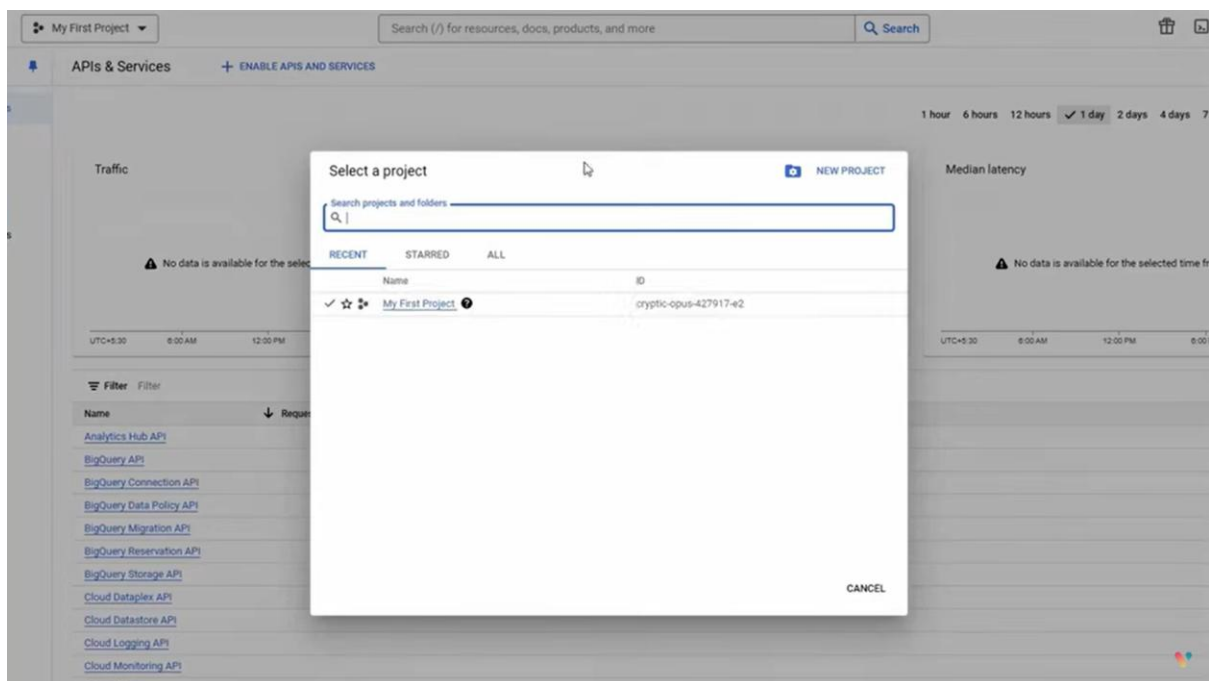 My First Project
Search (/) for resources, docs, products, and more
Search
APIs & Services
+ ENABLE APIS AND SERVICES
1 hour 6 hours 12 hours 1 day 2 days 4 days 7
Traffic
Select a project
NEW PROJECT
Median latency
Search projects and folders
RECENT STARRED ALL
No data is available for the selec
No data is available for the selected time fr
Name ID
My First Project cryptic-opus-427917-e2
UTC+5:30 6:00 AM 12:00 PM
UTC+5:30 6:00 AM 12:00 PM 6:00
Filter Filter
Name Reque
Analytics Hub API
BigQuery API
BigQuery Connection API
BigQuery Data Policy API
BigQuery Migration API
BigQuery Reservation API
BigQuery Storage API
CANCEL
Cloud Dataplex API
Cloud Datastore API
Cloud Logging API
Cloud Monitoring API